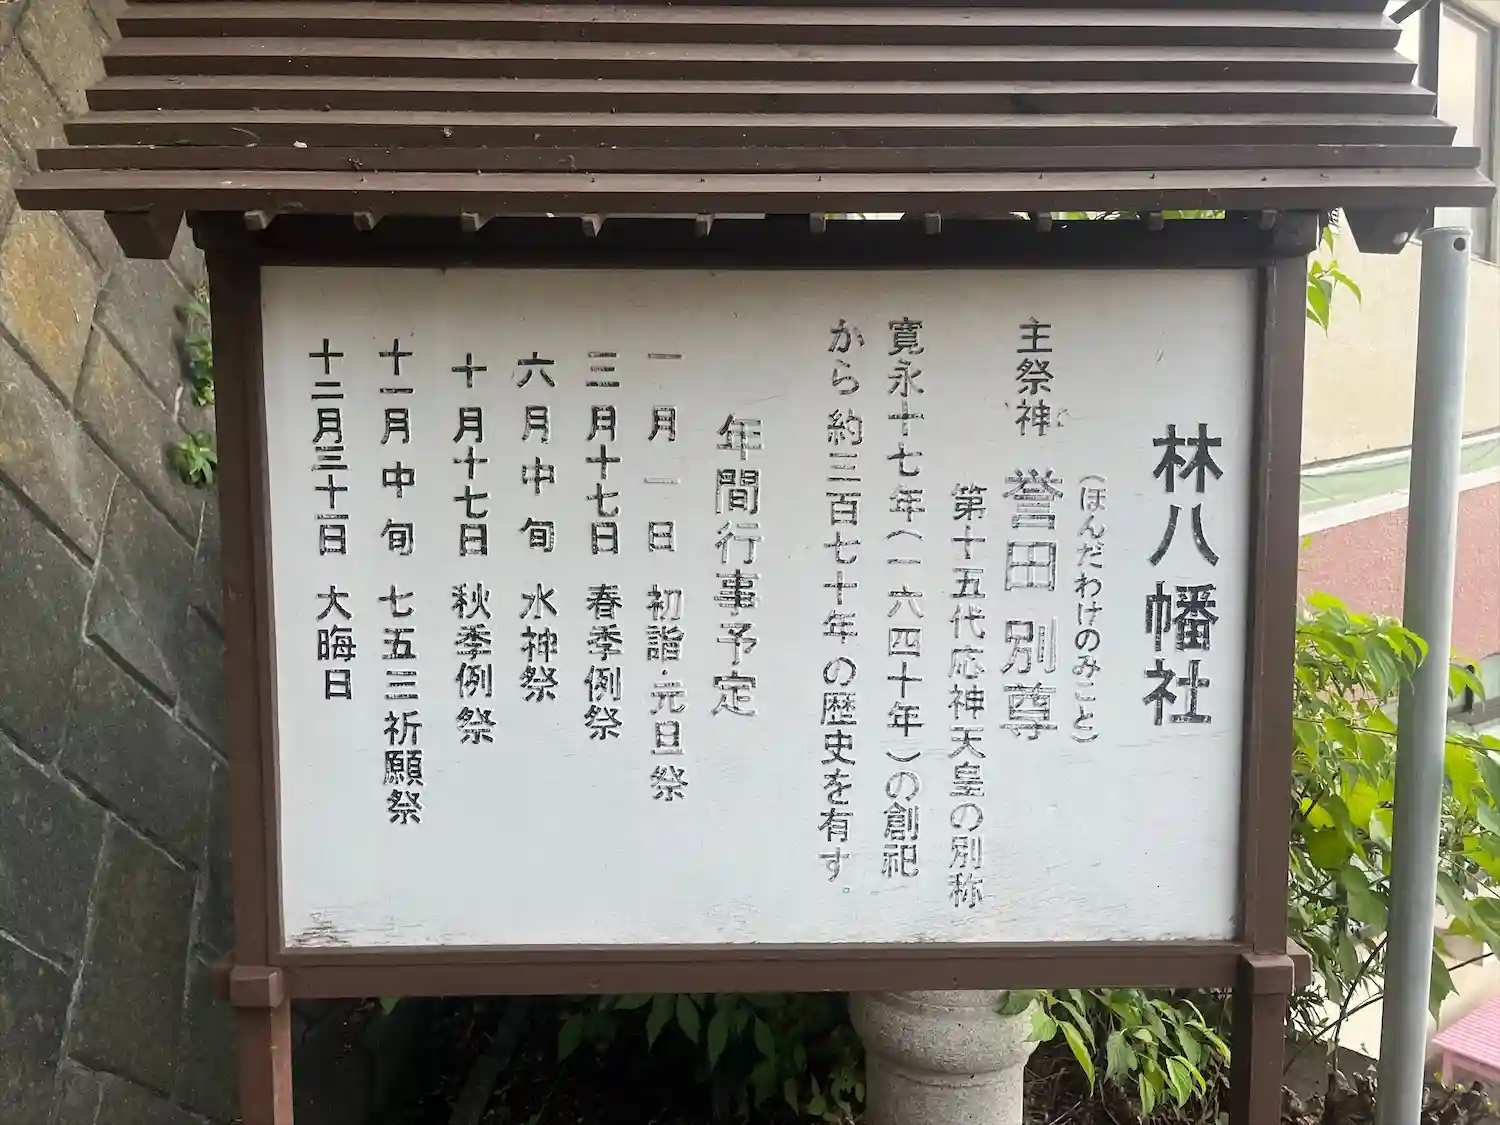 林八幡社
(ほんだわけのみこと)
主祭神 誉田別尊
第十五代応神天皇の別称
寛永十七年(一六四十年)の創祀
から約三百七十年の歴史を有す。
年間行事予定
一月一日 初詣・元旦祭
三月十七日 春季例祭
六月中旬 水神祭
十月十七日 秋季例祭
十一月中旬 七五三祈願祭
十二月三十一日 大晦日